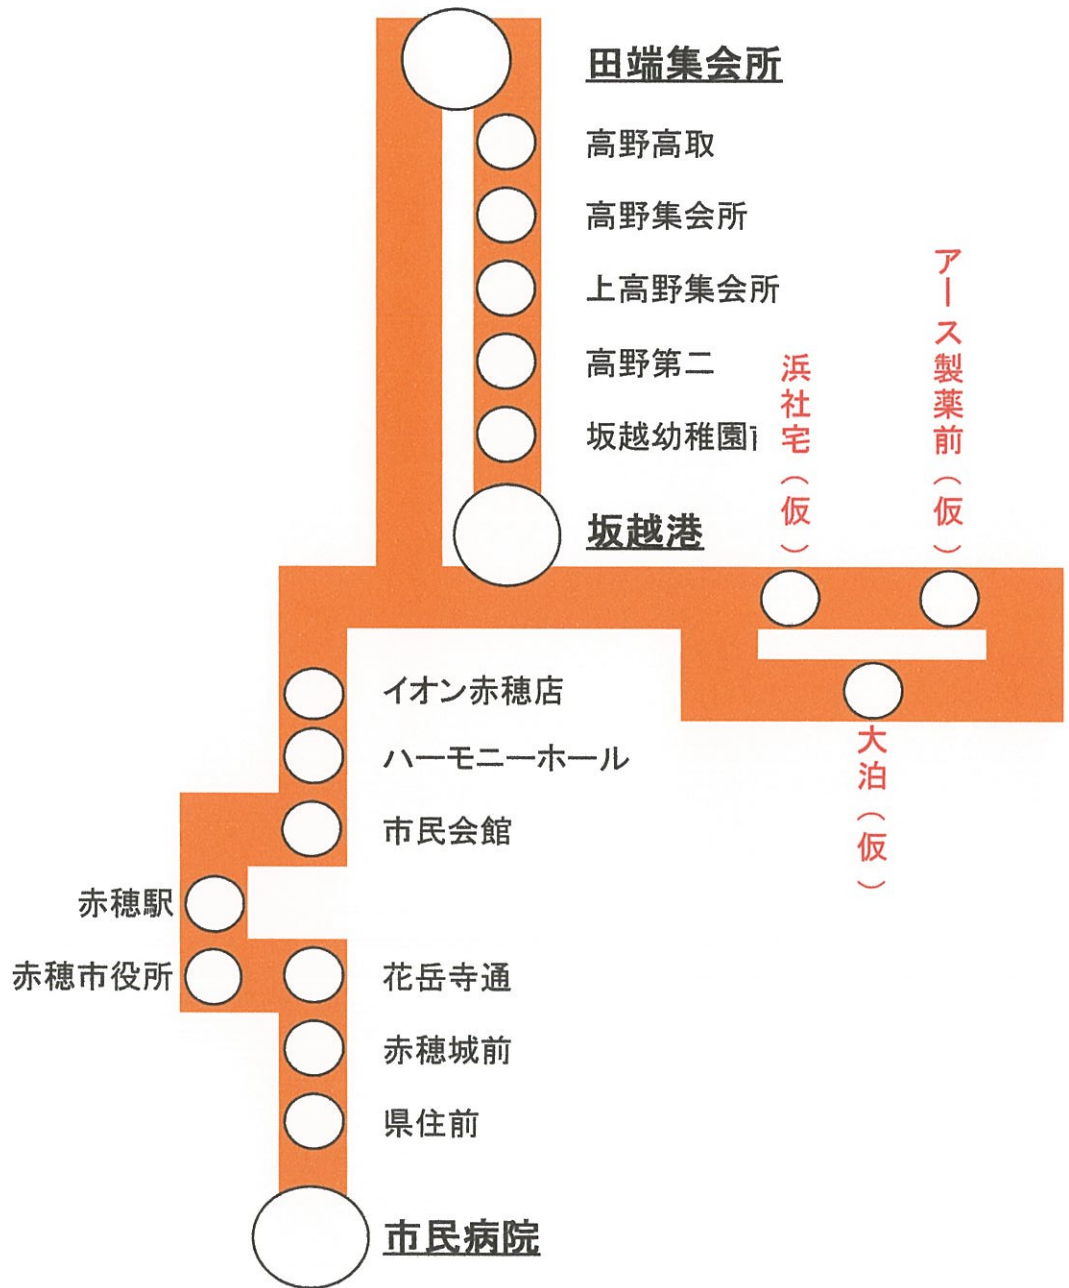 田端集会所
高野高取
高野集会所
上高野集会所
高野第二
坂越幼稚園
坂越港
浜社宅（仮）
アース製薬前（仮）
大泊（仮）
イオン赤穂店
ハーモニーホール
市民会館
赤穂駅
赤穂市役所
花岳寺通
赤穂城前
県住前
市民病院